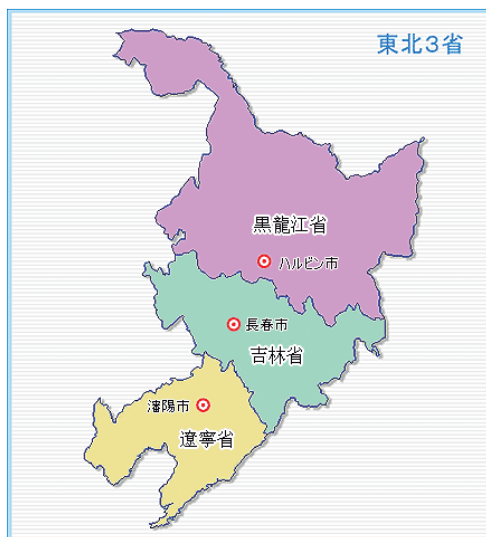 東北3省
黒龍江省
ハルビン市
長春市
吉林省
瀋陽市
遼寧省